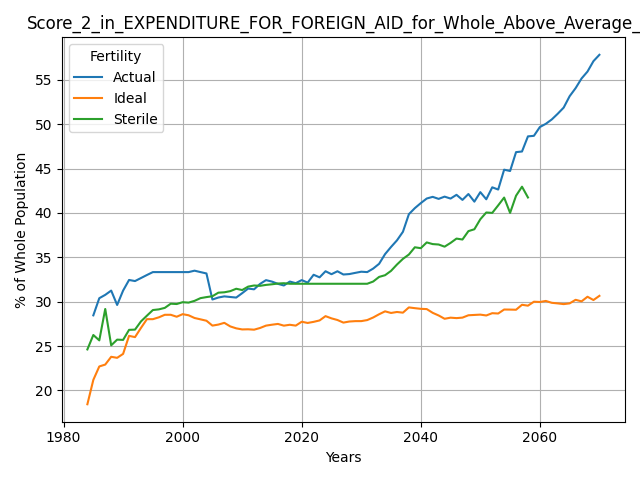 Score_2_in_EXPENDITURE_FOR_FOREIGN_AID_for_Whole_Above_Average_
Fertility
Actual
Ideal
Sterile
% of Whole Population
55
50
45
40
35
30
25
20
1980
2000
2020
2040
2060
Years